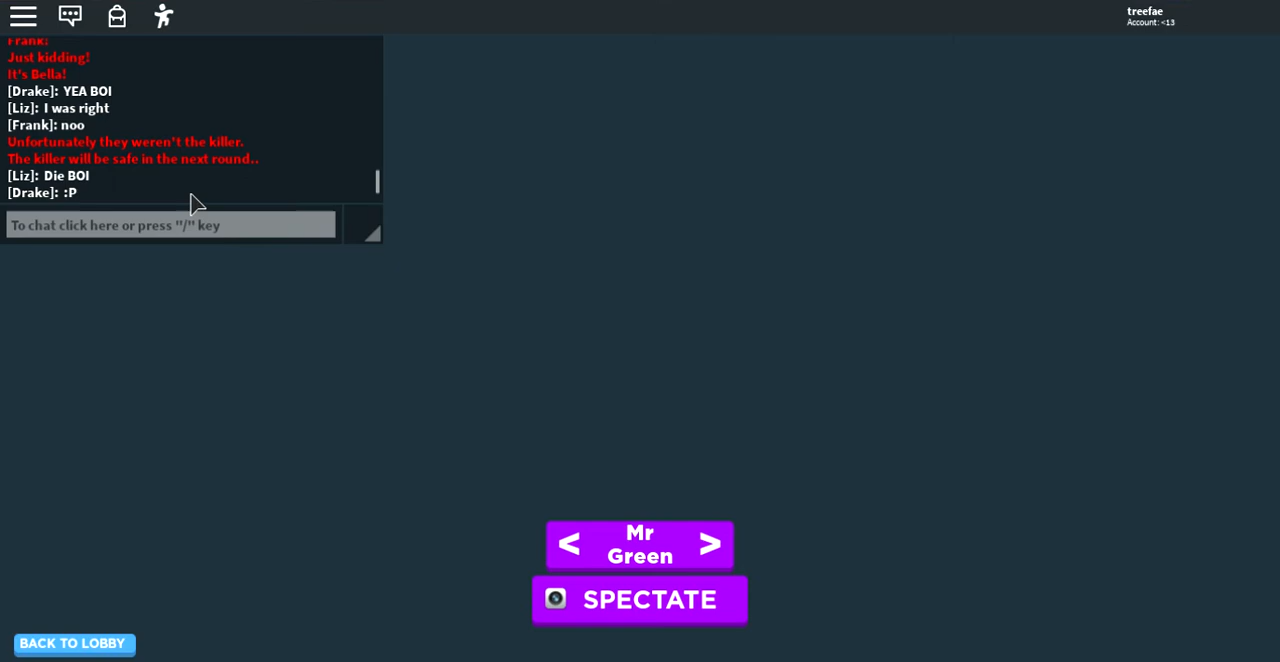 treefae
Account: <13
Frank!
Just kidding!
It's Bella!
[Drake]: YEA BOI
[Liz]: I was right
[Frank]: noo
Unfortunately they weren't the killer.
The killer will be safe in the next round..
[Liz]: Die BOI
[Drake]: :P
To chat click here or press "/" key
< Mr Green >
SPECTATE
BACK TO LOBBY